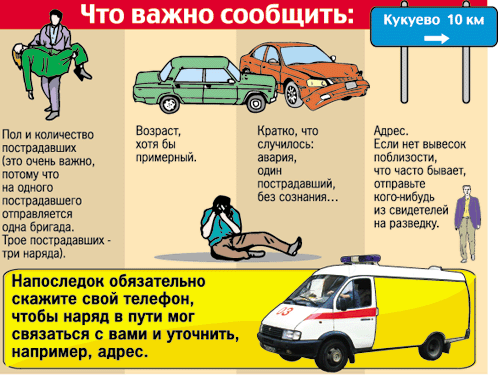 Что важно сообщить:
Кукуево 10 км
Пол и количество
пострадавших
(это очень важно,
потому что
на одного
пострадавшего
отправляется
одна бригада.
Трое пострадавших -
три наряда).
Возраст,
хотя бы
примерный.
Кратко, что
случилось:
авария,
один
пострадавший,
без сознания...
Адрес.
Если нет вывесок
поблизости,
что часто бывает,
отправьте
кого-нибудь
из свидетелей
на разведку.
Напоследок обязательно
скажите свой телефон,
чтобы наряд в пути мог
связаться с вами и уточнить,
например, адрес.
03